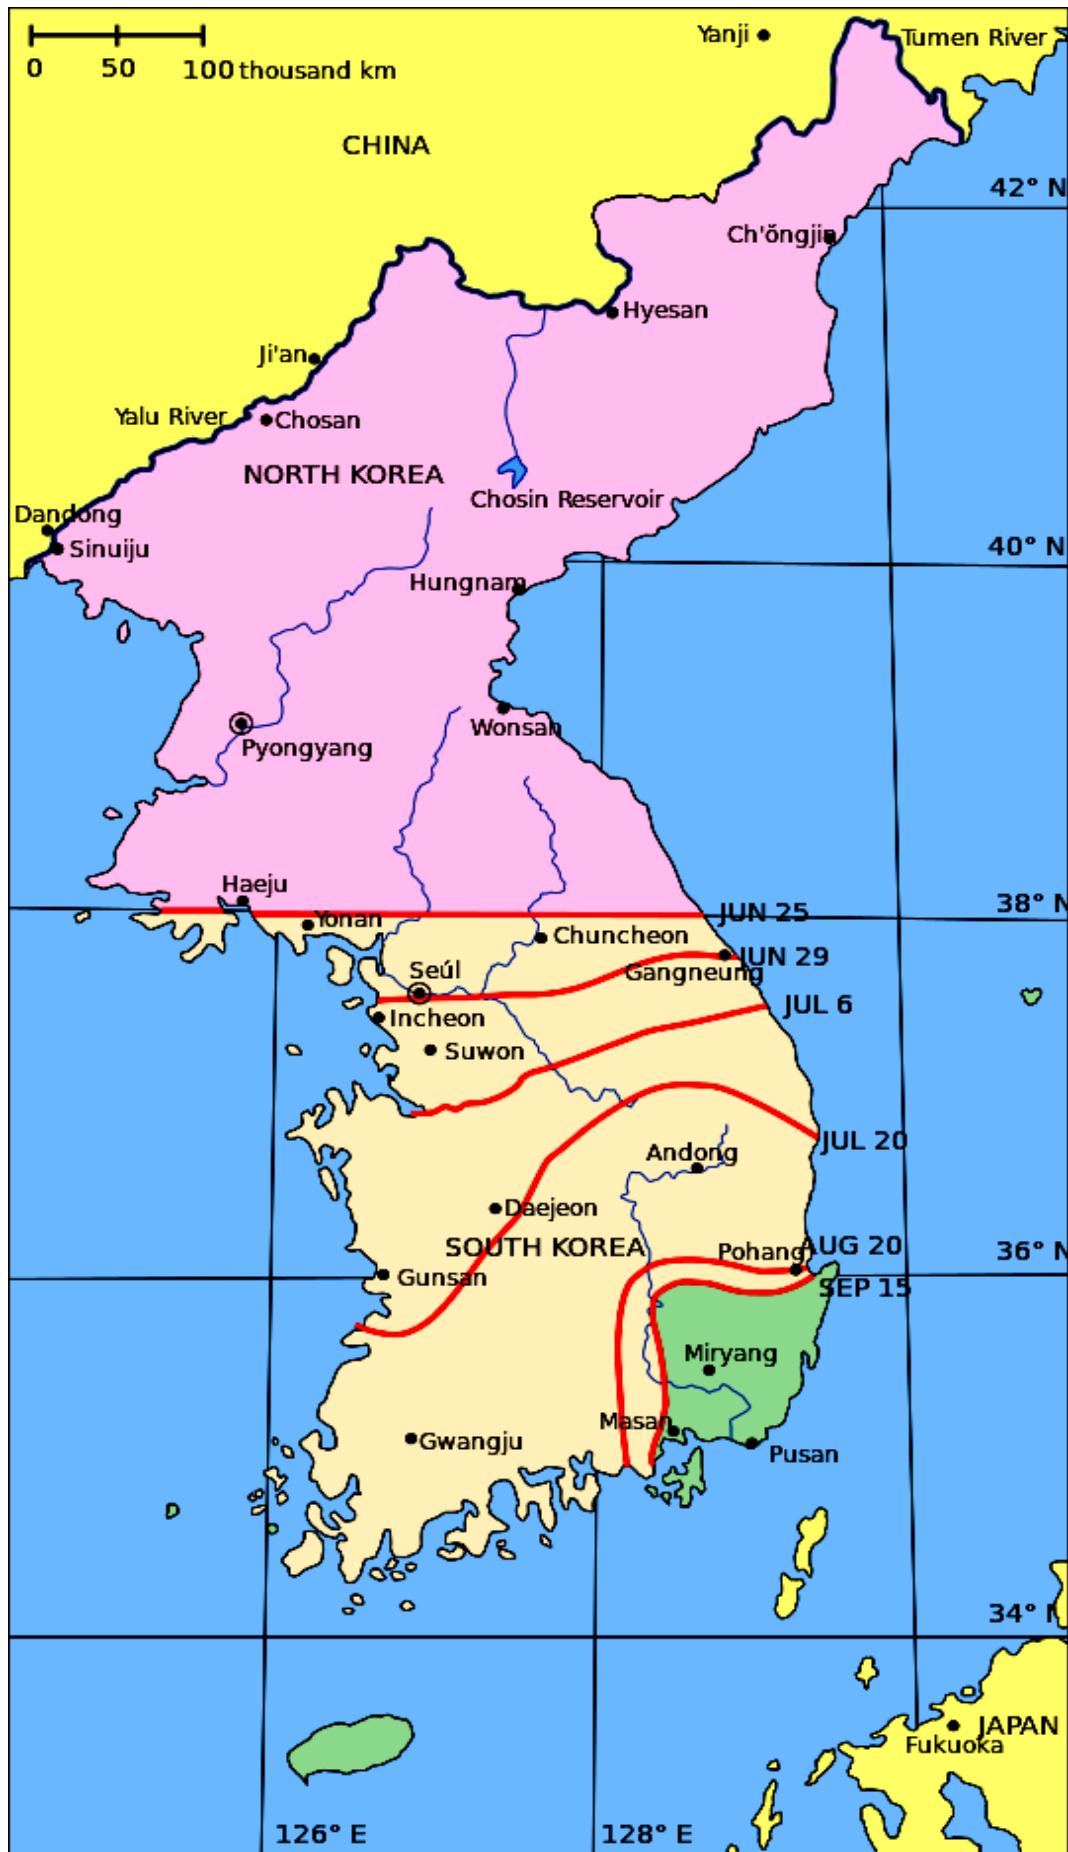 Yanji
Tumen River
0 50 100 thousand km
CHINA
42° N
Ch'ŏngjin
Hyesan
Ji'an
Yalu River
Chosan
NORTH KOREA
Chosin Reservoir
Dandong
Sinuiju
40° N
Hungnam
Wonsan
Pyongyang
Haeju
Yonan
JUN 25
38° N
Chuncheon
JUN 29
Gangneung
Seúl
JUL 6
Incheon
Suwon
JUL 20
Andong
Daejeon
SOUTH KOREA
Pohang
AUG 20
36° N
Gunsan
SEP 15
Miryang
Masan
Gwangju
Pusan
34° N
JAPAN
Fukuoka
126° E
128° E